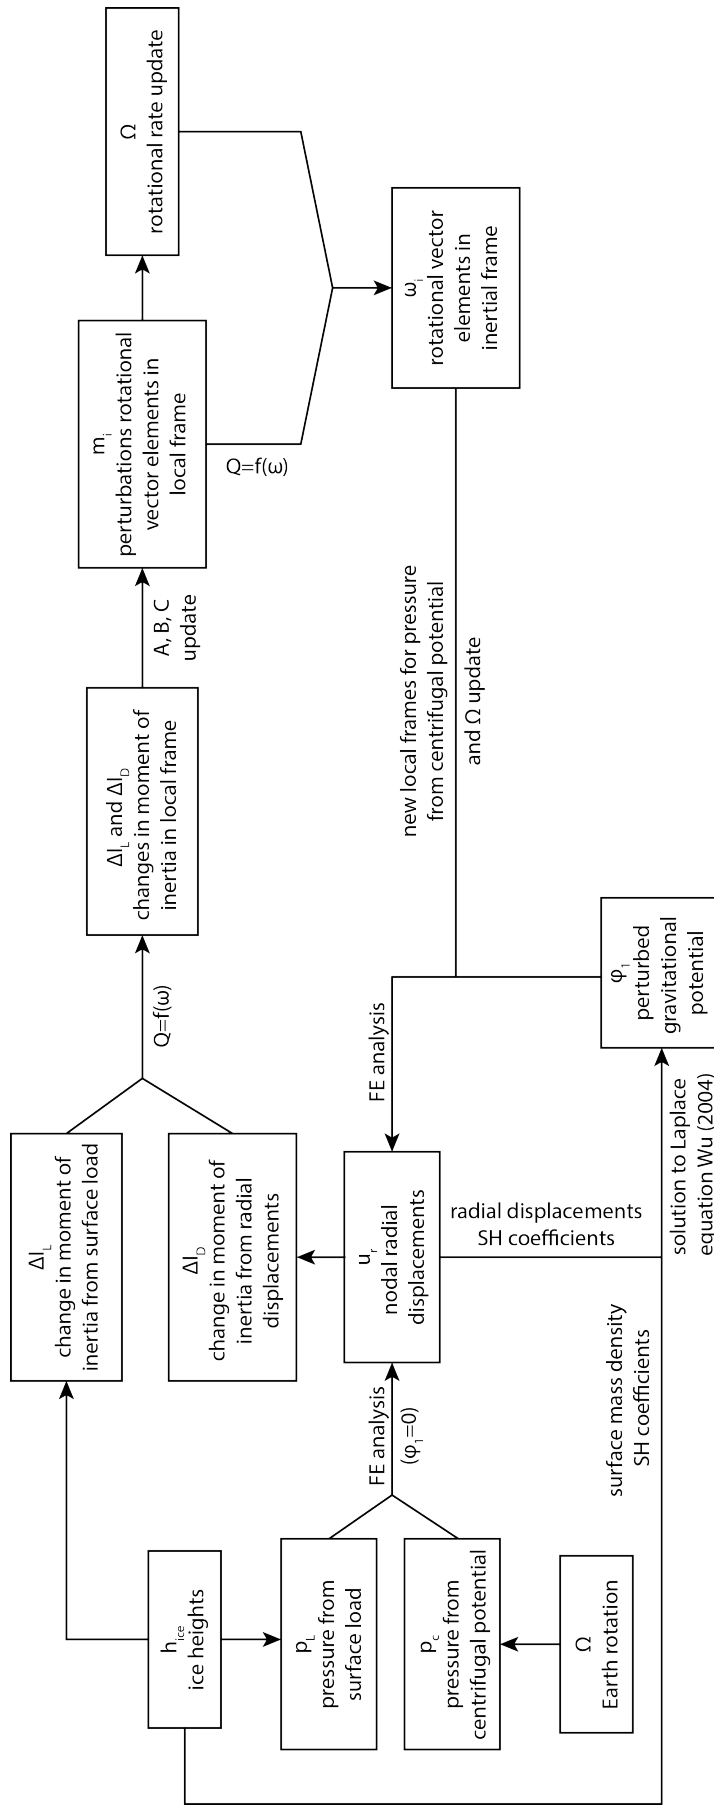 h_ice
ice heights
p_L
pressure from
surface load
p_c
pressure from
centrifugal potential
Ω
Earth rotation
ΔI_L
change in moment of
inertia from surface load
ΔI_D
change in moment of
inertia from radial
displacements
FE analysis
(φ_1=0)
u_r
nodal radial
displacements
surface mass density
SH coefficients
radial displacements
SH coefficients
solution to Laplace
equation Wu (2004)
φ_1
perturbed
gravitational
potential
FE analysis
Q=f(ω)
ΔI_L and ΔI_D
changes in moment of
inertia in local frame
A, B, C
update
m_i
perturbations rotational
vector elements in
local frame
Q=f(ω)
Ω
rotational rate update
ω_i
rotational vector
elements in
inertial frame
new local frames for pressure
from centrifugal potential
and Ω update